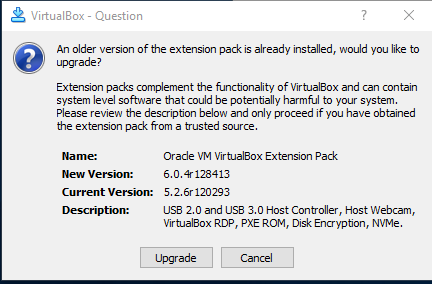 VirtualBox - Question
An older version of the extension pack is already installed, would you like to
upgrade?
Extension packs complement the functionality of VirtualBox and can contain
system level software that could be potentially harmful to your system.
Please review the description below and only proceed if you have obtained
the extension pack from a trusted source.
Name: Oracle VM VirtualBox Extension Pack
New Version: 6.0.4r128413
Current Version: 5.2.6r120293
Description: USB 2.0 and USB 3.0 Host Controller, Host Webcam,
VirtualBox RDP, PXE ROM, Disk Encryption, NVMe.
Upgrade Cancel